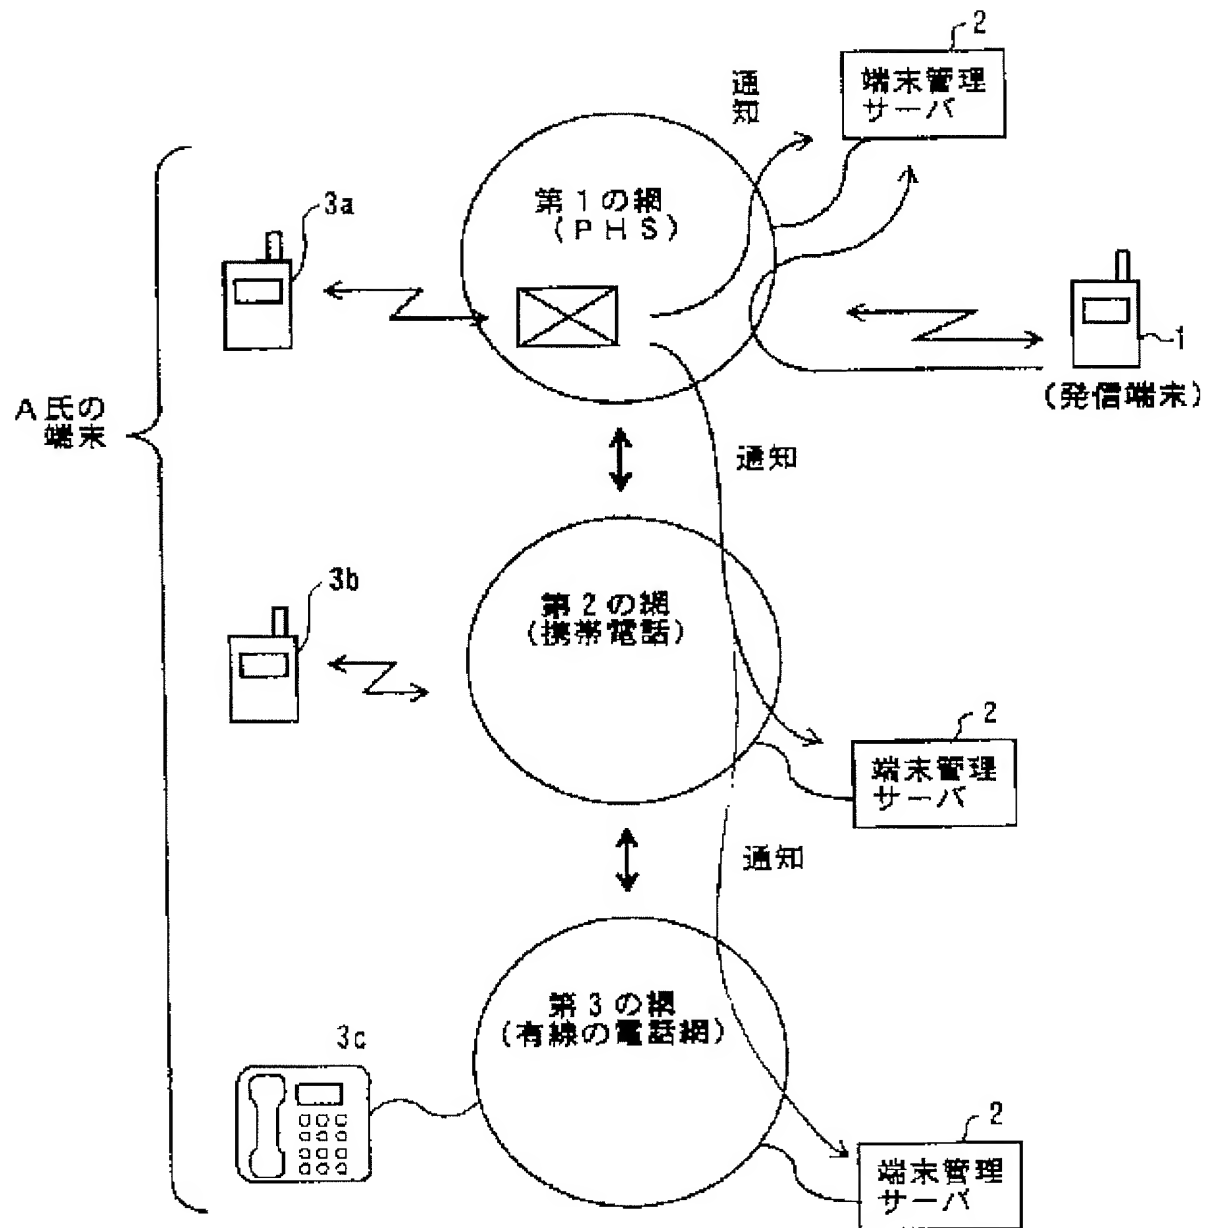 2
端末管理
サーバ
通
知
第1の網
(PHS)
3a
1
(発信端末)
A氏の
端末
通知
3b
第2の網
(携帯電話)
2
端末管理
サーバ
通知
第3の網
(有線の電話網)
3c
2
端末管理
サーバ